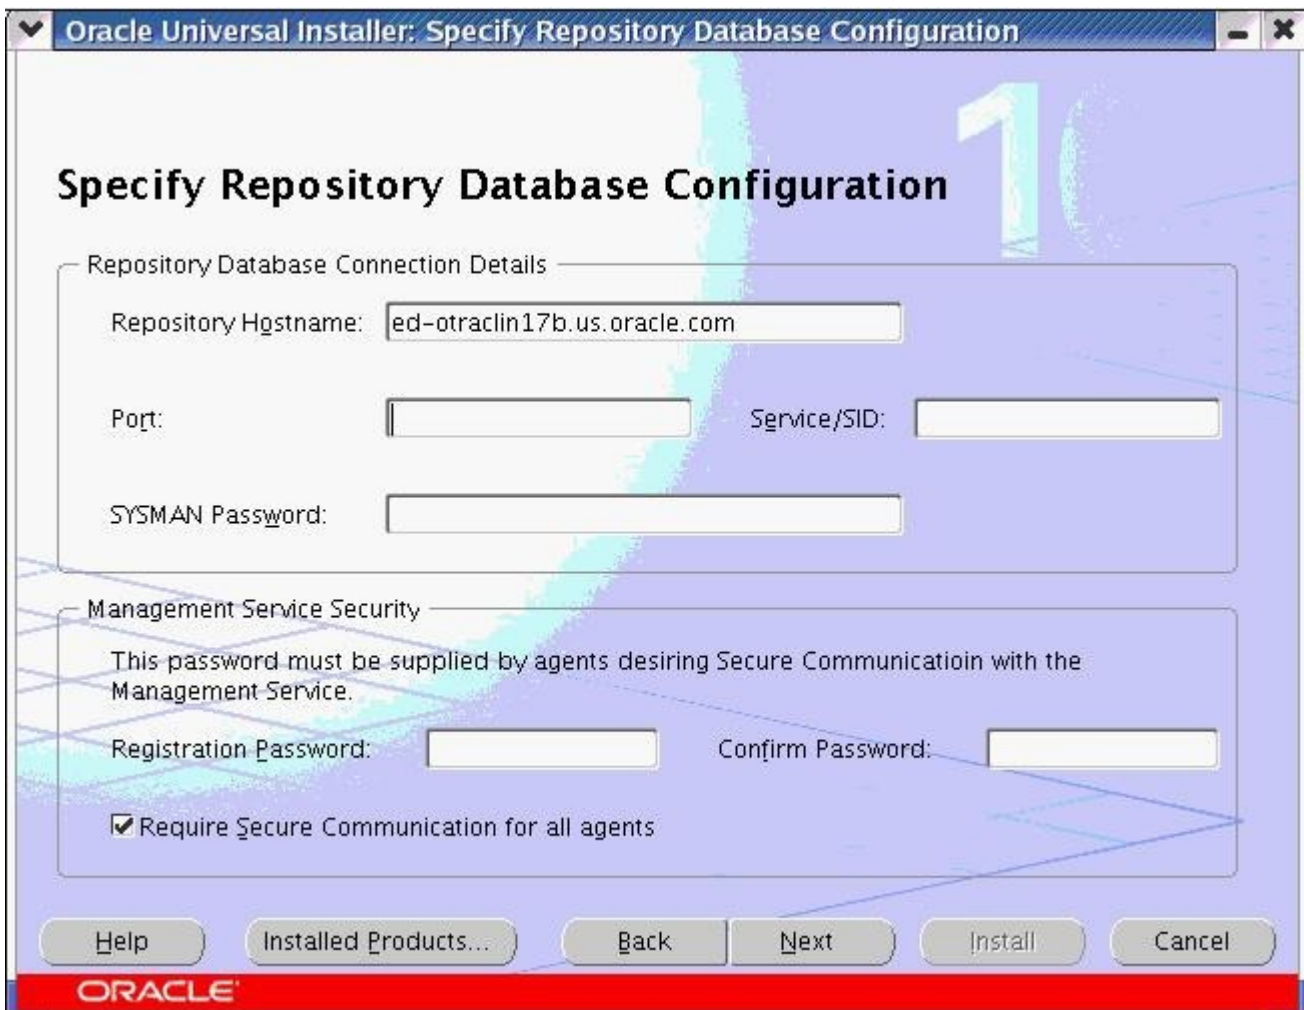 Oracle Universal Installer: Specify Repository Database Configuration
1
Specify Repository Database Configuration
Repository Database Connection Details
Repository Hostname: ed-otraclin17b.us.oracle.com
Port: Service/SID:
SYSMAN Password:
Management Service Security
This password must be supplied by agents desiring Secure Communicatioin with the
Management Service.
Registration Password: Confirm Password:
Require Secure Communication for all agents
Help Installed Products... Back Next Install Cancel
ORACLE